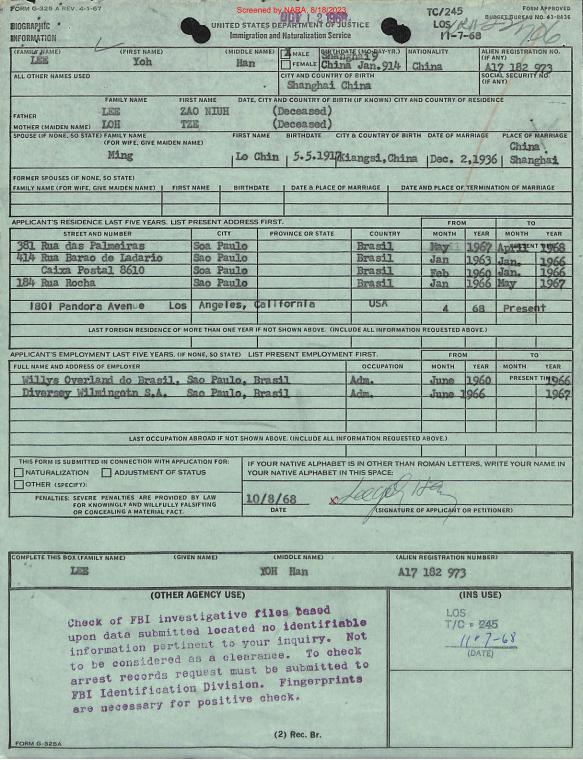 FORM G-325 A (REV. 4-1-67)
Screened by NARA, 8/18/2023
TC/245
FORM APPROVED
BUDGET BUREAU NO. 43-R436
NOV 12 1968
UNITED STATES DEPARTMENT OF JUSTICE
LOS
BIOGRAPHIC
INFORMATION
Immigration and Naturalization Service
11-7-68
(FAMILY NAME) (FIRST NAME) (MIDDLE NAME) MALE FEMALE BIRTHDATE (MO.-DAY-YR.) NATIONALITY ALIEN REGISTRATION NO. (IF ANY)
LEE Yoh Han X Shanghai9 China Jan.914 China A17 182 973
ALL OTHER NAMES USED CITY AND COUNTRY OF BIRTH SOCIAL SECURITY NO. (IF ANY)
Shanghai China
FAMILY NAME FIRST NAME DATE, CITY AND COUNTRY OF BIRTH (IF KNOWN) CITY AND COUNTRY OF RESIDENCE
FATHER LEE ZAO NIUH (Deceased)
MOTHER (MAIDEN NAME) LOH TZE (Deceased)
SPOUSE (IF NONE, SO STATE) FAMILY NAME (FOR WIFE, GIVE MAIDEN NAME) FIRST NAME BIRTHDATE CITY & COUNTRY OF BIRTH DATE OF MARRIAGE PLACE OF MARRIAGE
Ming Lo Chin 5.5.1917 Kiangsi,China Dec. 2,1936 China Shanghai
FORMER SPOUSES (IF NONE, SO STATE)
FAMILY NAME (FOR WIFE, GIVE MAIDEN NAME) FIRST NAME BIRTHDATE DATE & PLACE OF MARRIAGE DATE AND PLACE OF TERMINATION OF MARRIAGE
APPLICANT'S RESIDENCE LAST FIVE YEARS. LIST PRESENT ADDRESS FIRST. FROM TO
STREET AND NUMBER CITY PROVINCE OR STATE COUNTRY MONTH YEAR MONTH YEAR
PRESENT TIME
381 Rua das Palmeiras Soa Paulo Brasil May 1967 April 1968
414 Rua Barao de Ladario Sao Paulo Brasil Jan 1963 Jan. 1966
Caixa Postal 8610 Sao Paulo Brasil Feb 1960 Jan. 1966
184 Rua Rocha Sao Paulo Brasil Jan 1966 May 1967
1801 Pandora Avenue Los Angeles, California USA 4 68 Present
LAST FOREIGN RESIDENCE OF MORE THAN ONE YEAR IF NOT SHOWN ABOVE. (INCLUDE ALL INFORMATION REQUESTED ABOVE.)
APPLICANT'S EMPLOYMENT LAST FIVE YEARS. (IF NONE, SO STATE) LIST PRESENT EMPLOYMENT FIRST. FROM TO
FULL NAME AND ADDRESS OF EMPLOYER OCCUPATION MONTH YEAR MONTH YEAR
PRESENT TIME
Willys Overland do Brasil, Sao Paulo, Brasil Adm. June 1960 1966
Diversey Wilmingotn S.A. Sao Paulo, Brasil Adm. June 1966 1967
LAST OCCUPATION ABROAD IF NOT SHOWN ABOVE. (INCLUDE ALL INFORMATION REQUESTED ABOVE.)
THIS FORM IS SUBMITTED IN CONNECTION WITH APPLICATION FOR:
NATURALIZATION ADJUSTMENT OF STATUS
OTHER (SPECIFY):
IF YOUR NATIVE ALPHABET IS IN OTHER THAN ROMAN LETTERS, WRITE YOUR NAME IN YOUR NATIVE ALPHABET IN THIS SPACE:
PENALTIES: SEVERE PENALTIES ARE PROVIDED BY LAW
FOR KNOWINGLY AND WILLFULLY FALSIFYING
OR CONCEALING A MATERIAL FACT.
10/8/68 x
DATE (SIGNATURE OF APPLICANT OR PETITIONER)
COMPLETE THIS BOX (FAMILY NAME) (GIVEN NAME) (MIDDLE NAME) (ALIEN REGISTRATION NUMBER)
LEE YOH Han A17 182 973
(OTHER AGENCY USE) (INS USE)
Check of FBI investigative files based
upon data submitted located no identifiable
information pertinent to your inquiry. Not
to be considered as a clearance. To check
arrest records request must be submitted to
FBI Identification Division. Fingerprints
are necessary for positive check.
LOS
T/C = 245
11-7-68
(DATE)
(2) Rec. Br.
FORM G-325A